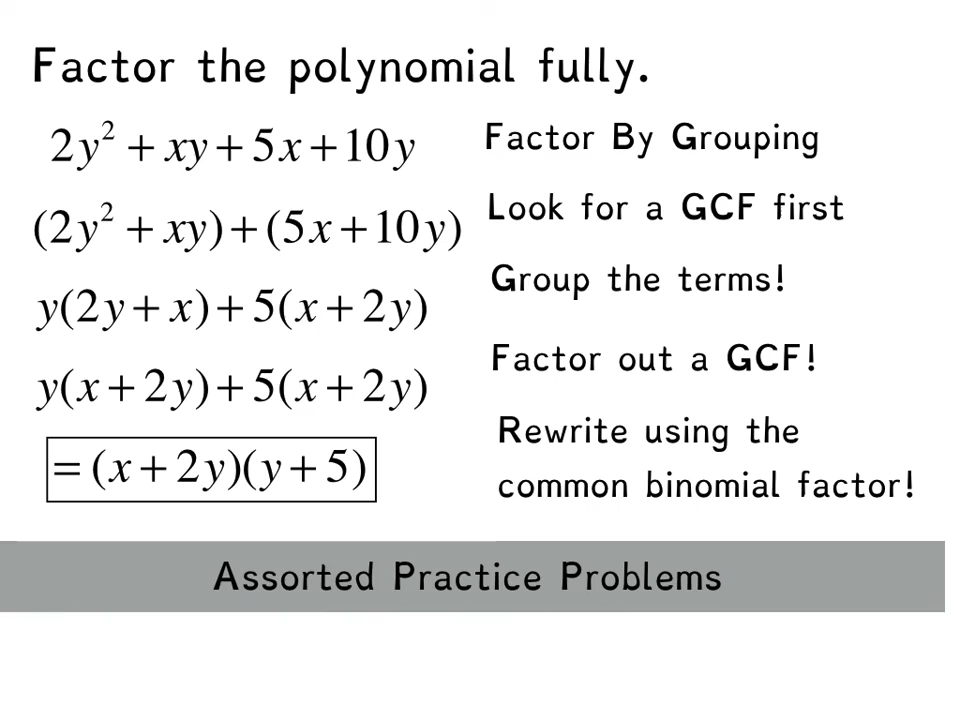 Factor the polynomial fully.
2y² + xy + 5x + 10y
Factor By Grouping
(2y² + xy) + (5x + 10y)
Look for a GCF first
y(2y + x) + 5(x + 2y)
Group the terms!
y(x + 2y) + 5(x + 2y)
Factor out a GCF!
= (x + 2y)(y + 5)
Rewrite using the
common binomial factor!
Assorted Practice Problems